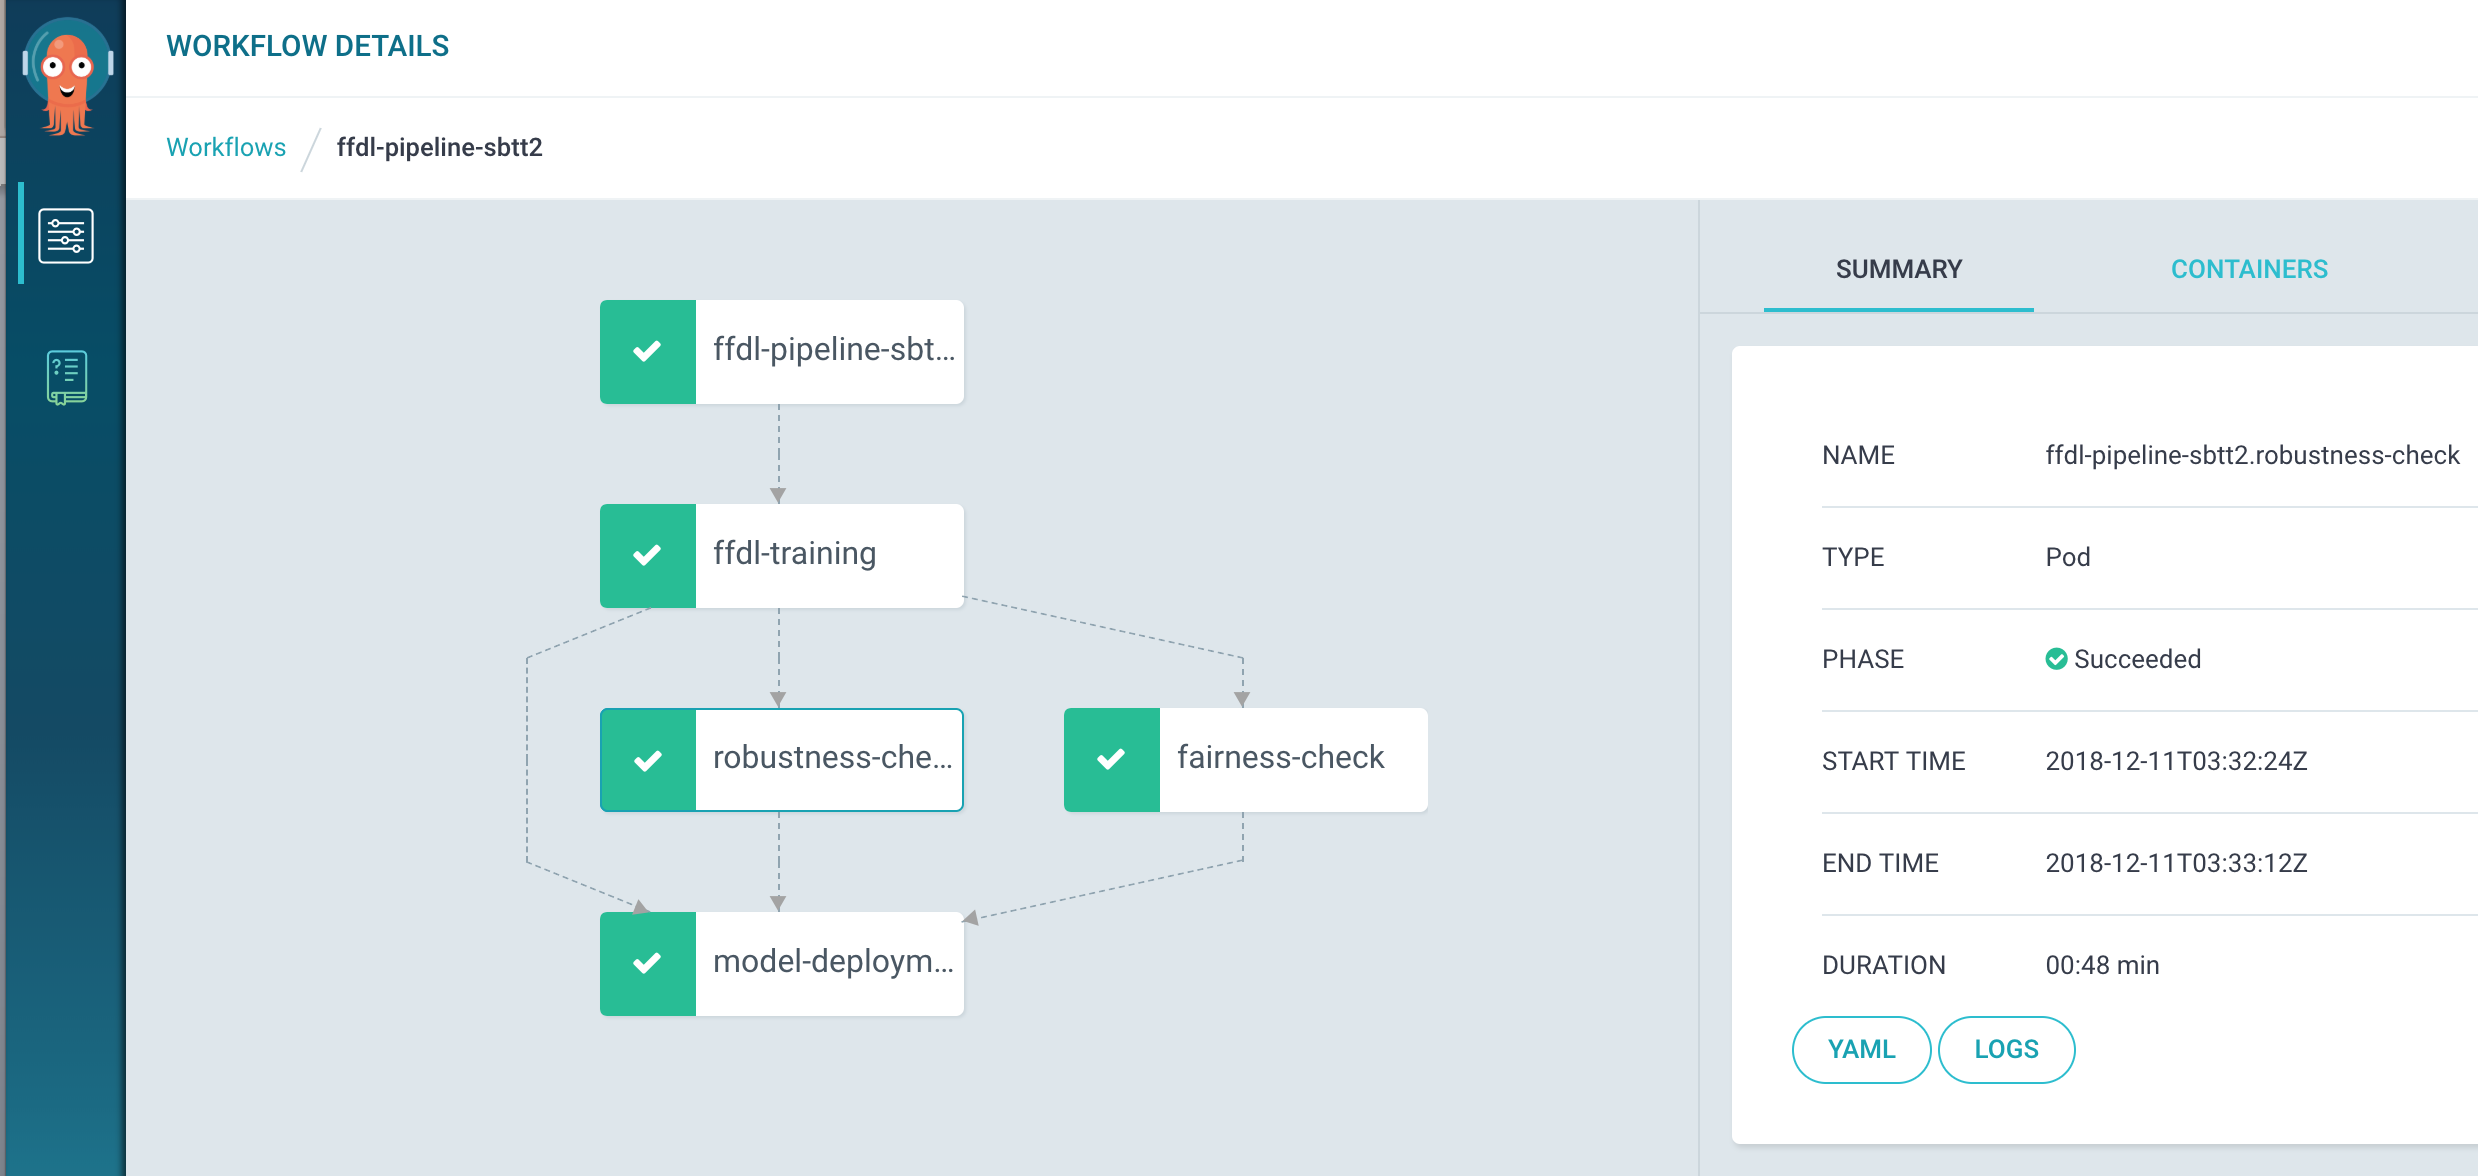 WORKFLOW DETAILS
Workflows / ffdl-pipeline-sbtt2
SUMMARY CONTAINERS
ffdl-pipeline-sbt...
ffdl-training
robustness-che...
fairness-check
model-deploym...
NAME ffdl-pipeline-sbtt2.robustness-check
TYPE Pod
PHASE Succeeded
START TIME 2018-12-11T03:32:24Z
END TIME 2018-12-11T03:33:12Z
DURATION 00:48 min
YAML LOGS